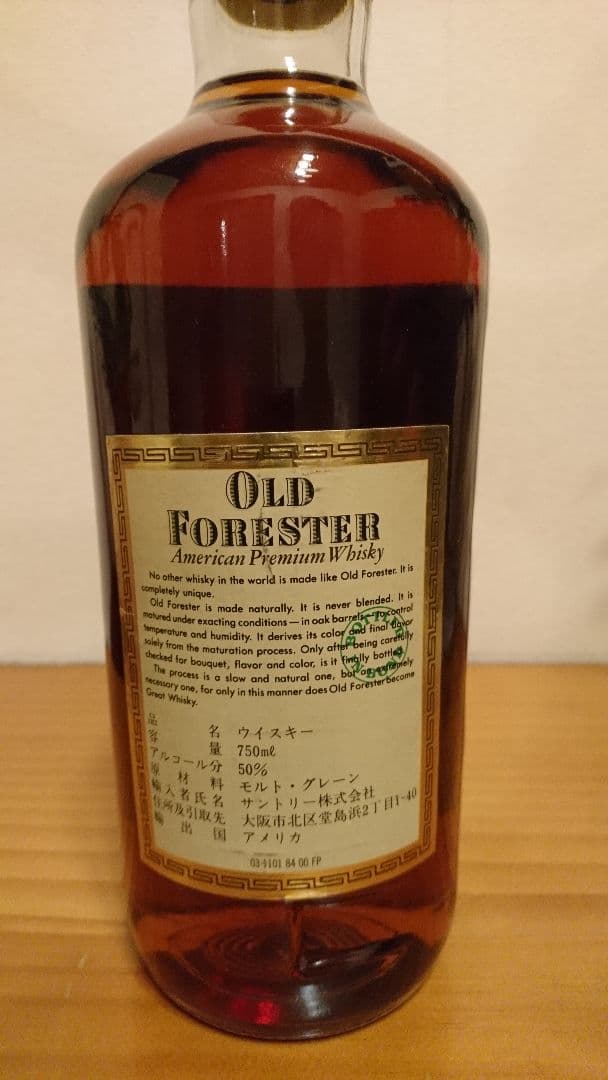 OLD
FORESTER
American Premium Whisky
No other whisky in the world is made like Old Forester. It is
completely unique.
Old Forester is made naturally. It is never blended. It is
matured under exacting conditions — in oak barrels — to control
temperature and humidity. It derives its color and final flavor
solely from the maturation process. Only after being carefully
checked for bouquet, flavor and color, is it finally bottled.
The process is a slow and natural one, but an extremely
necessary one, for only in this manner does Old Forester become
Great Whisky.
BOTTLED IN BOND
品名 ウイスキー
容量 750mℓ
アルコール分 50%
原材料 モルト・グレーン
輸入者氏名 サントリー株式会社
住所及引取先 大阪市北区堂島浜2丁目1-40
輸出国 アメリカ
84 00 FP